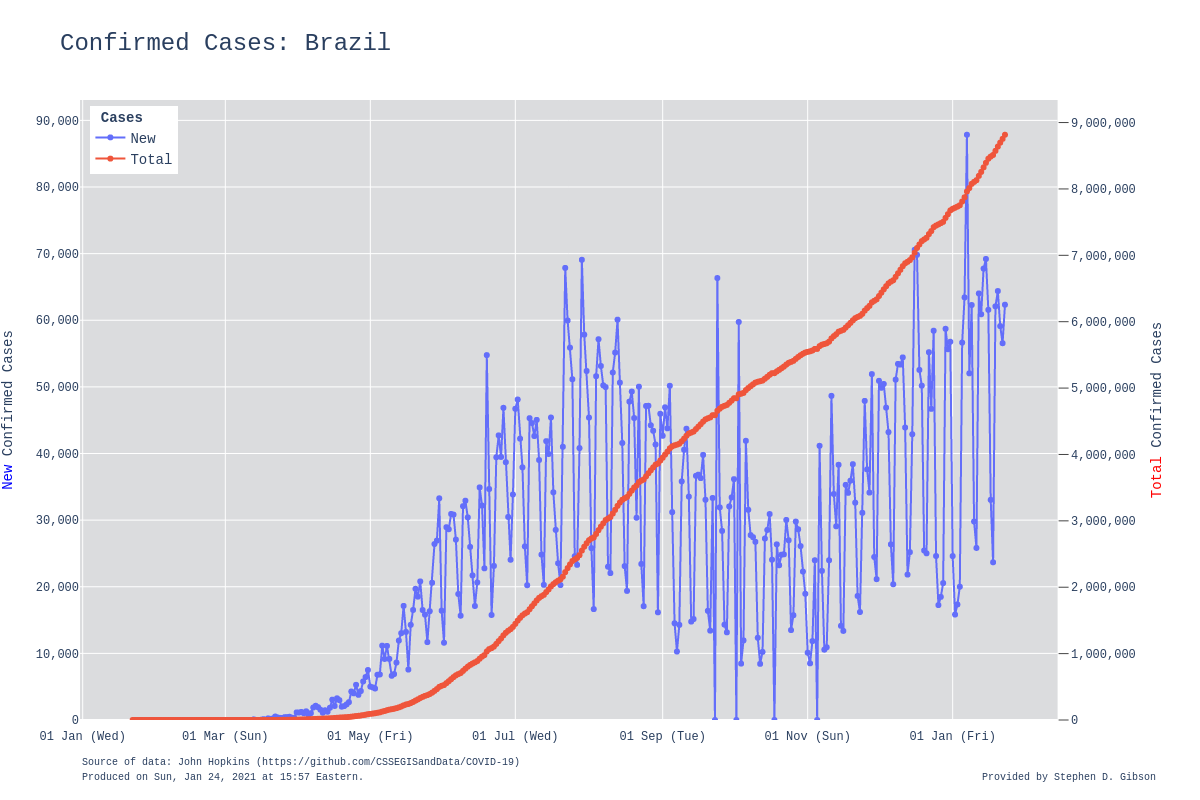 Confirmed Cases: Brazil
Cases
New
Total
90,000
80,000
70,000
60,000
50,000
40,000
30,000
20,000
10,000
0
New Confirmed Cases
9,000,000
8,000,000
7,000,000
6,000,000
5,000,000
4,000,000
3,000,000
2,000,000
1,000,000
0
Total Confirmed Cases
01 Jan (Wed) 01 Mar (Sun) 01 May (Fri) 01 Jul (Wed) 01 Sep (Tue) 01 Nov (Sun) 01 Jan (Fri)
Source of data: John Hopkins (https://github.com/CSSEGISandData/COVID-19)
Produced on Sun, Jan 24, 2021 at 15:57 Eastern.
Provided by Stephen D. Gibson